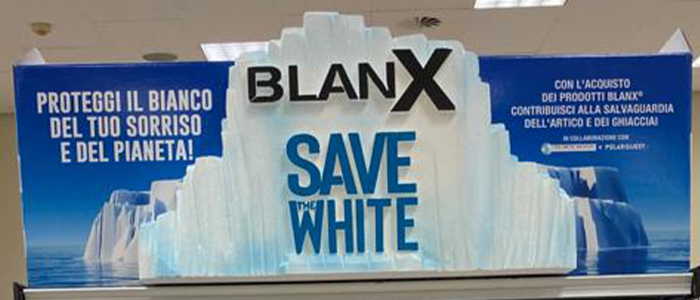 PROTEGGI IL BIANCO
DEL TUO SORRISO
E DEL PIANETA!
BLANX
SAVE
THE
WHITE
CON L'ACQUISTO
DEI PRODOTTI BLANX®
CONTRIBUISCI ALLA SALVAGUARDIA
DELL'ARTICO E DEI GHIACCIAI
IN COLLABORAZIONE CON
+ POLARQUEST